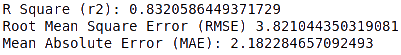 R Square (r2): 0.8320586449371729
Root Mean Square Error (RMSE) 3.821044350319081
Mean Absolute Error (MAE): 2.182284657092493